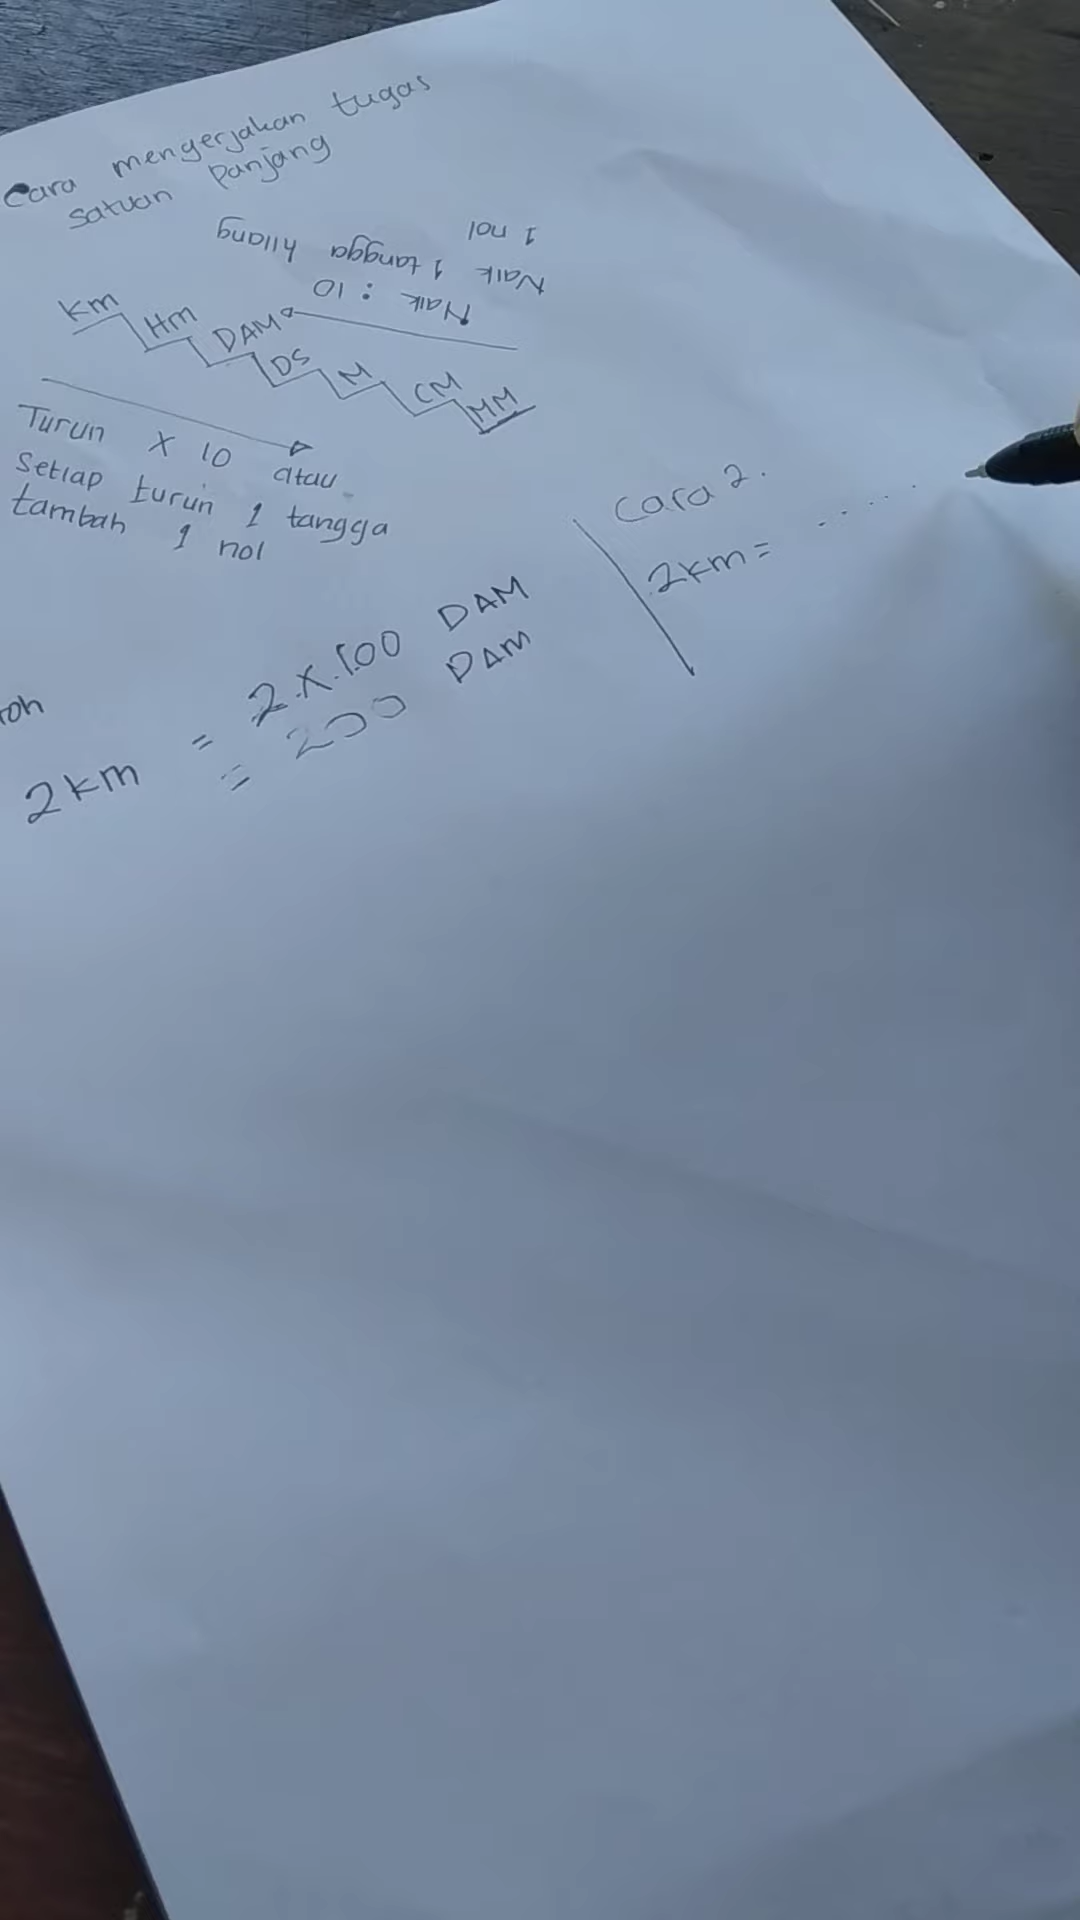 Cara mengerjakan tugas
satuan panjang
Naik : 10
Naik 1 tangga hilang
1 nol
Km
Hm
DAM
DS
M
CM
MM
Turun x 10 atau
setiap turun 1 tangga
tambah 1 nol
oh
2km = 2 x 100 DAM
= 200 DAM
Cara 2.
2km = ......